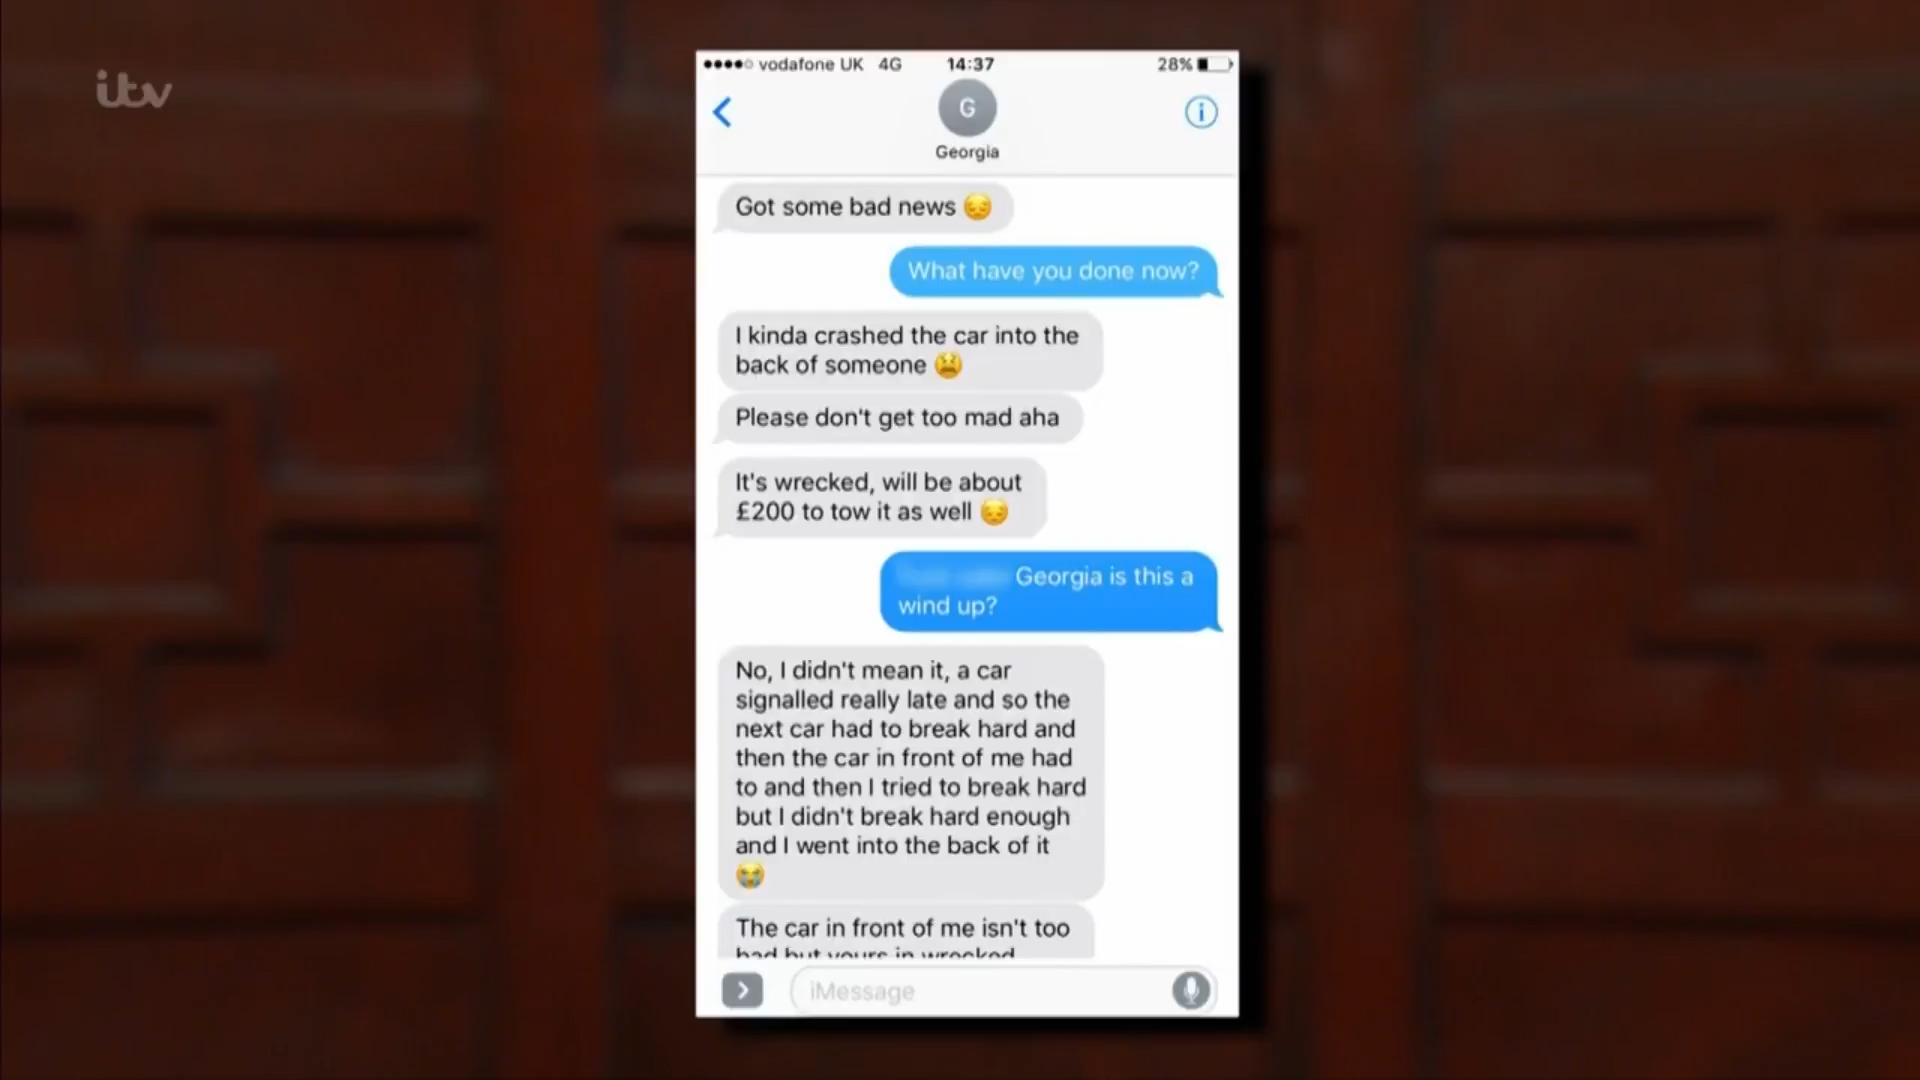 itv
vodafone UK 4G 14:37 28%
G
Georgia
Got some bad news
What have you done now?
I kinda crashed the car into the
back of someone
Please don't get too mad aha
It's wrecked, will be about
£200 to tow it as well
Georgia is this a
wind up?
No, I didn't mean it, a car
signalled really late and so the
next car had to break hard and
then the car in front of me had
to and then I tried to break hard
but I didn't break hard enough
and I went into the back of it
The car in front of me isn't too
bad but yours in wrecked
iMessage